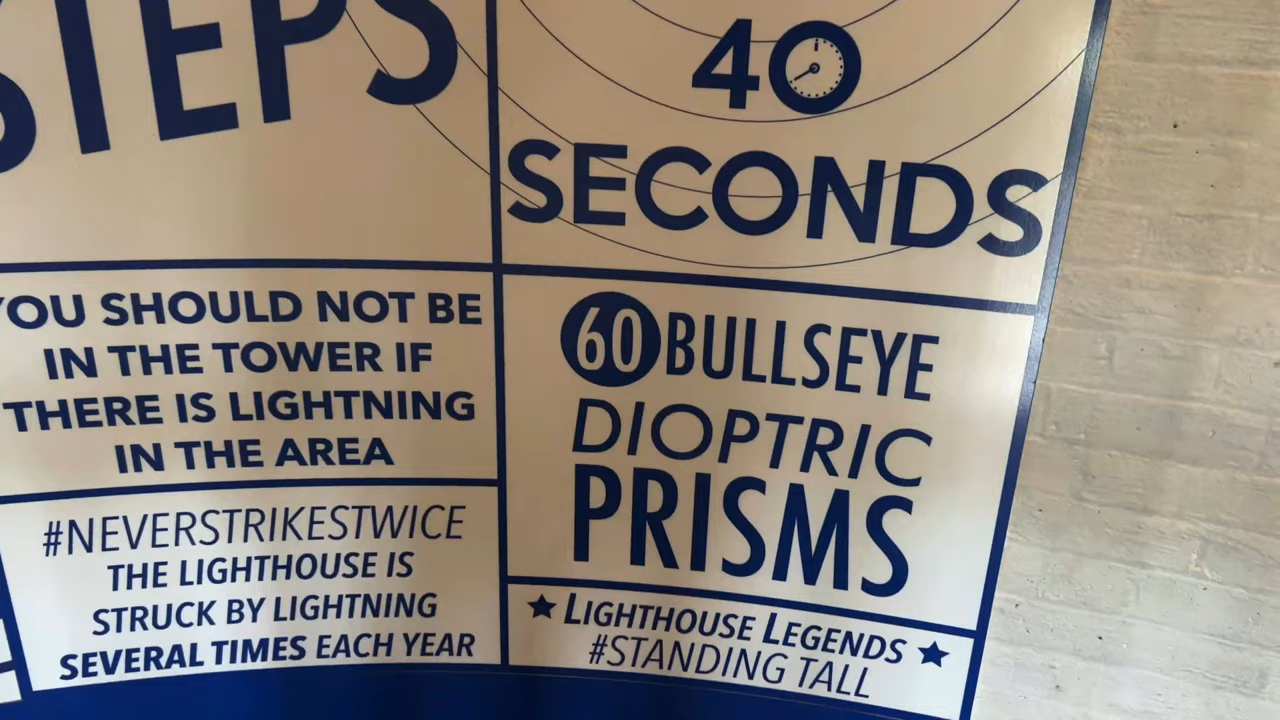 STEPS
YOU SHOULD NOT BE
IN THE TOWER IF
THERE IS LIGHTNING
IN THE AREA
#NEVERSTRIKESTWICE
THE LIGHTHOUSE IS
STRUCK BY LIGHTNING
SEVERAL TIMES EACH YEAR
40
SECONDS
60 BULLSEYE
DIOPTRIC
PRISMS
LIGHTHOUSE LEGENDS
#STANDING TALL